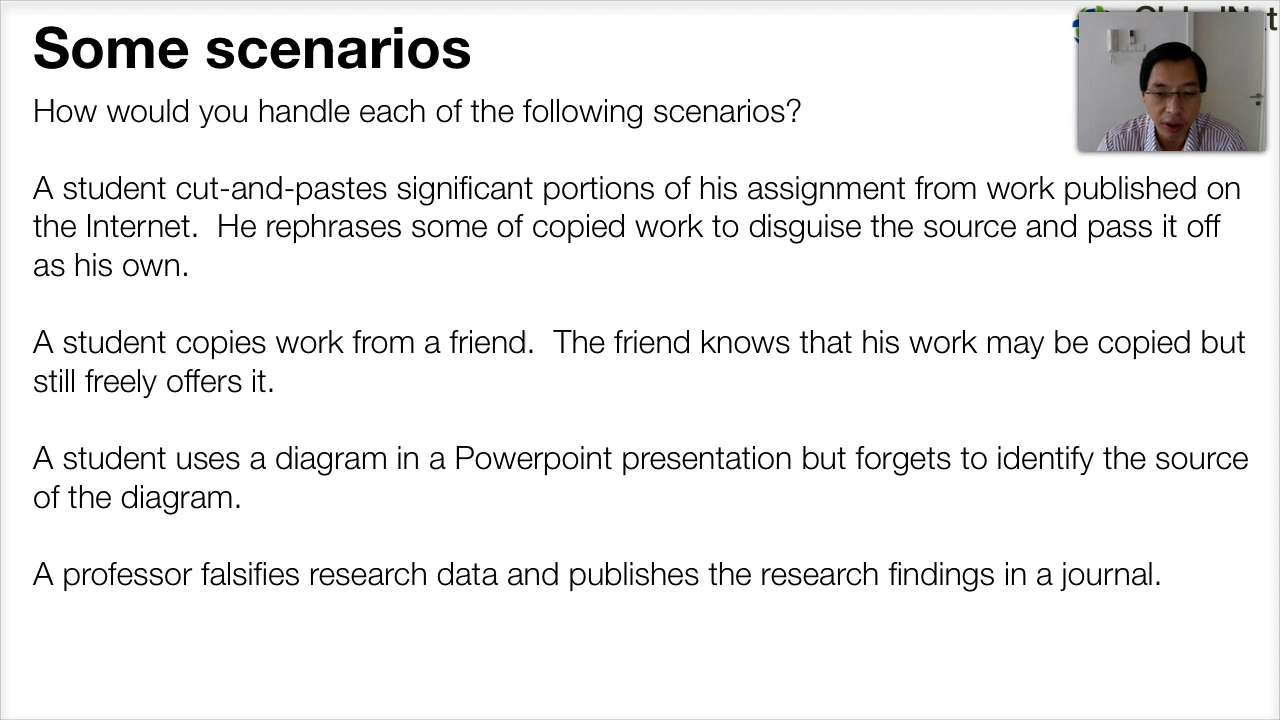 Some scenarios
How would you handle each of the following scenarios?
A student cut-and-pastes significant portions of his assignment from work published on
the Internet.  He rephrases some of copied work to disguise the source and pass it off
as his own.
A student copies work from a friend.  The friend knows that his work may be copied but
still freely offers it.
A student uses a diagram in a Powerpoint presentation but forgets to identify the source
of the diagram.
A professor falsifies research data and publishes the research findings in a journal.